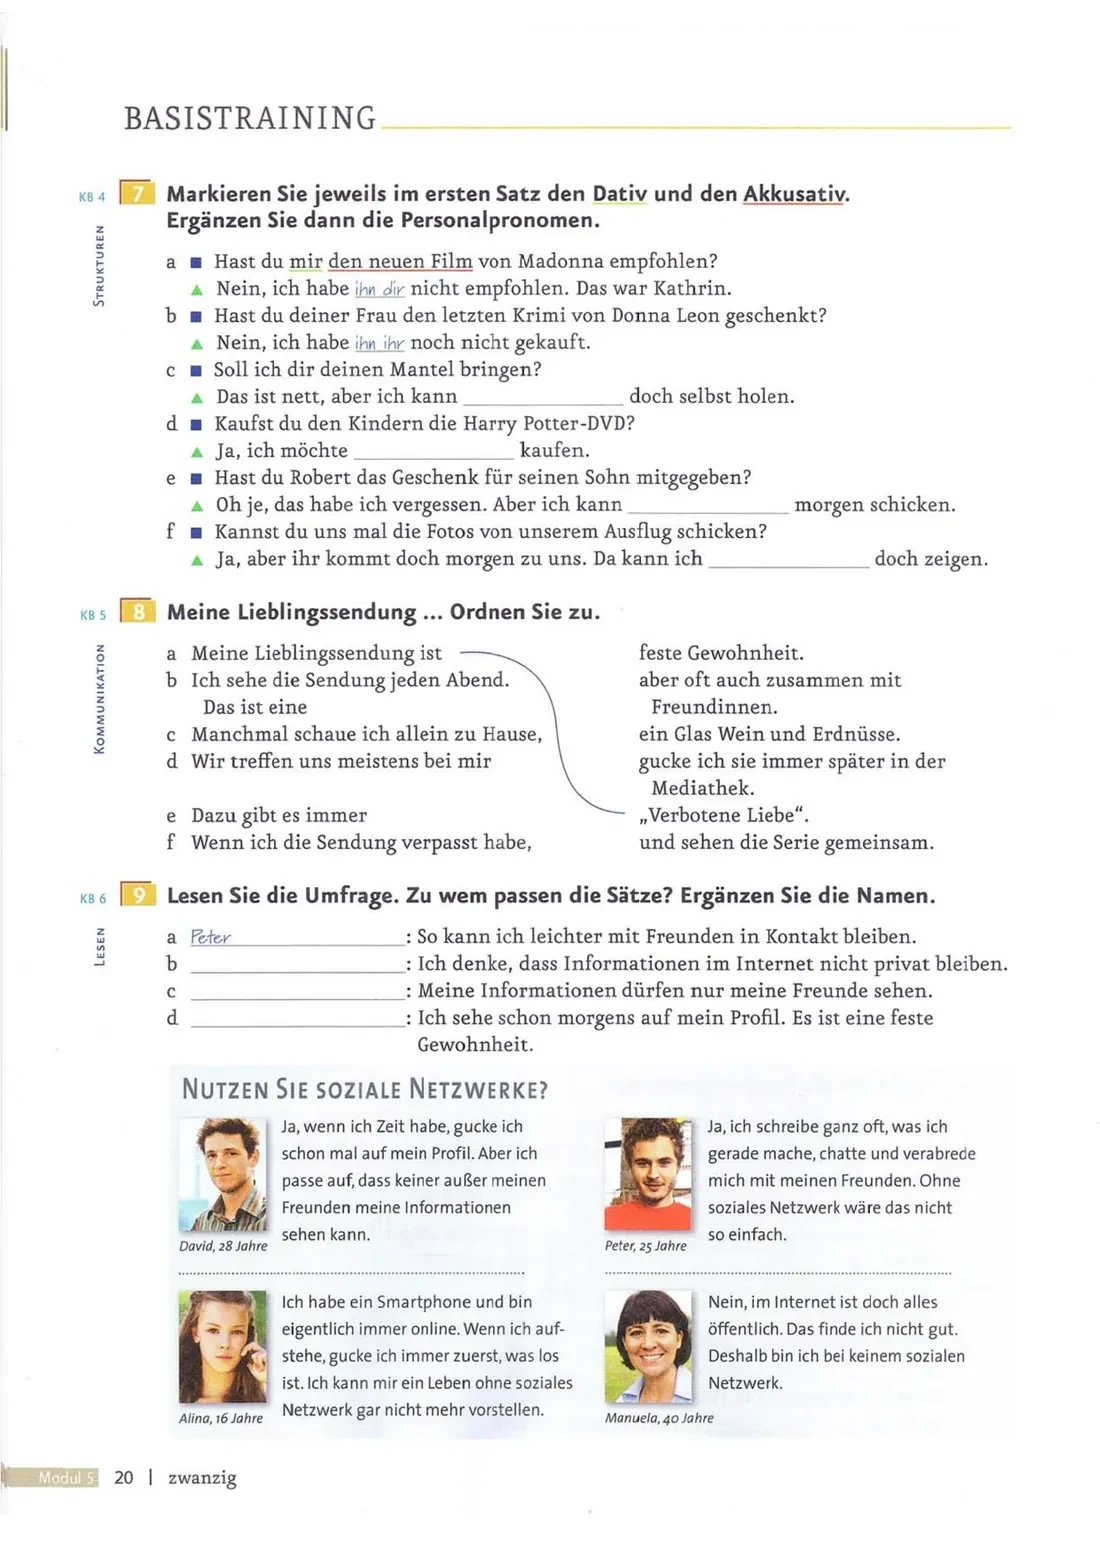 BASISTRAINING
KB 4
7
Markieren Sie jeweils im ersten Satz den Dativ und den Akkusativ.
Ergänzen Sie dann die Personalpronomen.
STRUKTUREN
a ■ Hast du mir den neuen Film von Madonna empfohlen?
▲ Nein, ich habe ihn dir nicht empfohlen. Das war Kathrin.
b ■ Hast du deiner Frau den letzten Krimi von Donna Leon geschenkt?
▲ Nein, ich habe ihn ihr noch nicht gekauft.
c ■ Soll ich dir deinen Mantel bringen?
▲ Das ist nett, aber ich kann ______________ doch selbst holen.
d ■ Kaufst du den Kindern die Harry Potter-DVD?
▲ Ja, ich möchte ______________ kaufen.
e ■ Hast du Robert das Geschenk für seinen Sohn mitgegeben?
▲ Oh je, das habe ich vergessen. Aber ich kann ______________ morgen schicken.
f ■ Kannst du uns mal die Fotos von unserem Ausflug schicken?
▲ Ja, aber ihr kommt doch morgen zu uns. Da kann ich ______________ doch zeigen.
KB 5
8
Meine Lieblingssendung ... Ordnen Sie zu.
KOMMUNIKATION
a Meine Lieblingssendung ist
b Ich sehe die Sendung jeden Abend.
Das ist eine
c Manchmal schaue ich allein zu Hause,
d Wir treffen uns meistens bei mir
e Dazu gibt es immer
f Wenn ich die Sendung verpasst habe,
feste Gewohnheit.
aber oft auch zusammen mit
Freundinnen.
ein Glas Wein und Erdnüsse.
gucke ich sie immer später in der
Mediathek.
„Verbotene Liebe“.
und sehen die Serie gemeinsam.
KB 6
9
Lesen Sie die Umfrage. Zu wem passen die Sätze? Ergänzen Sie die Namen.
LESEN
a Peter : So kann ich leichter mit Freunden in Kontakt bleiben.
b ______________ : Ich denke, dass Informationen im Internet nicht privat bleiben.
c ______________ : Meine Informationen dürfen nur meine Freunde sehen.
d ______________ : Ich sehe schon morgens auf mein Profil. Es ist eine feste
Gewohnheit.
NUTZEN SIE SOZIALE NETZWERKE?
Ja, wenn ich Zeit habe, gucke ich
schon mal auf mein Profil. Aber ich
passe auf, dass keiner außer meinen
Freunden meine Informationen
sehen kann.
David, 28 Jahre
Ja, ich schreibe ganz oft, was ich
gerade mache, chatte und verabrede
mich mit meinen Freunden. Ohne
soziales Netzwerk wäre das nicht
so einfach.
Peter, 25 Jahre
Ich habe ein Smartphone und bin
eigentlich immer online. Wenn ich auf-
stehe, gucke ich immer zuerst, was los
ist. Ich kann mir ein Leben ohne soziales
Netzwerk gar nicht mehr vorstellen.
Alina, 16 Jahre
Nein, im Internet ist doch alles
öffentlich. Das finde ich nicht gut.
Deshalb bin ich bei keinem sozialen
Netzwerk.
Manuela, 40 Jahre
Modul 5 20 | zwanzig